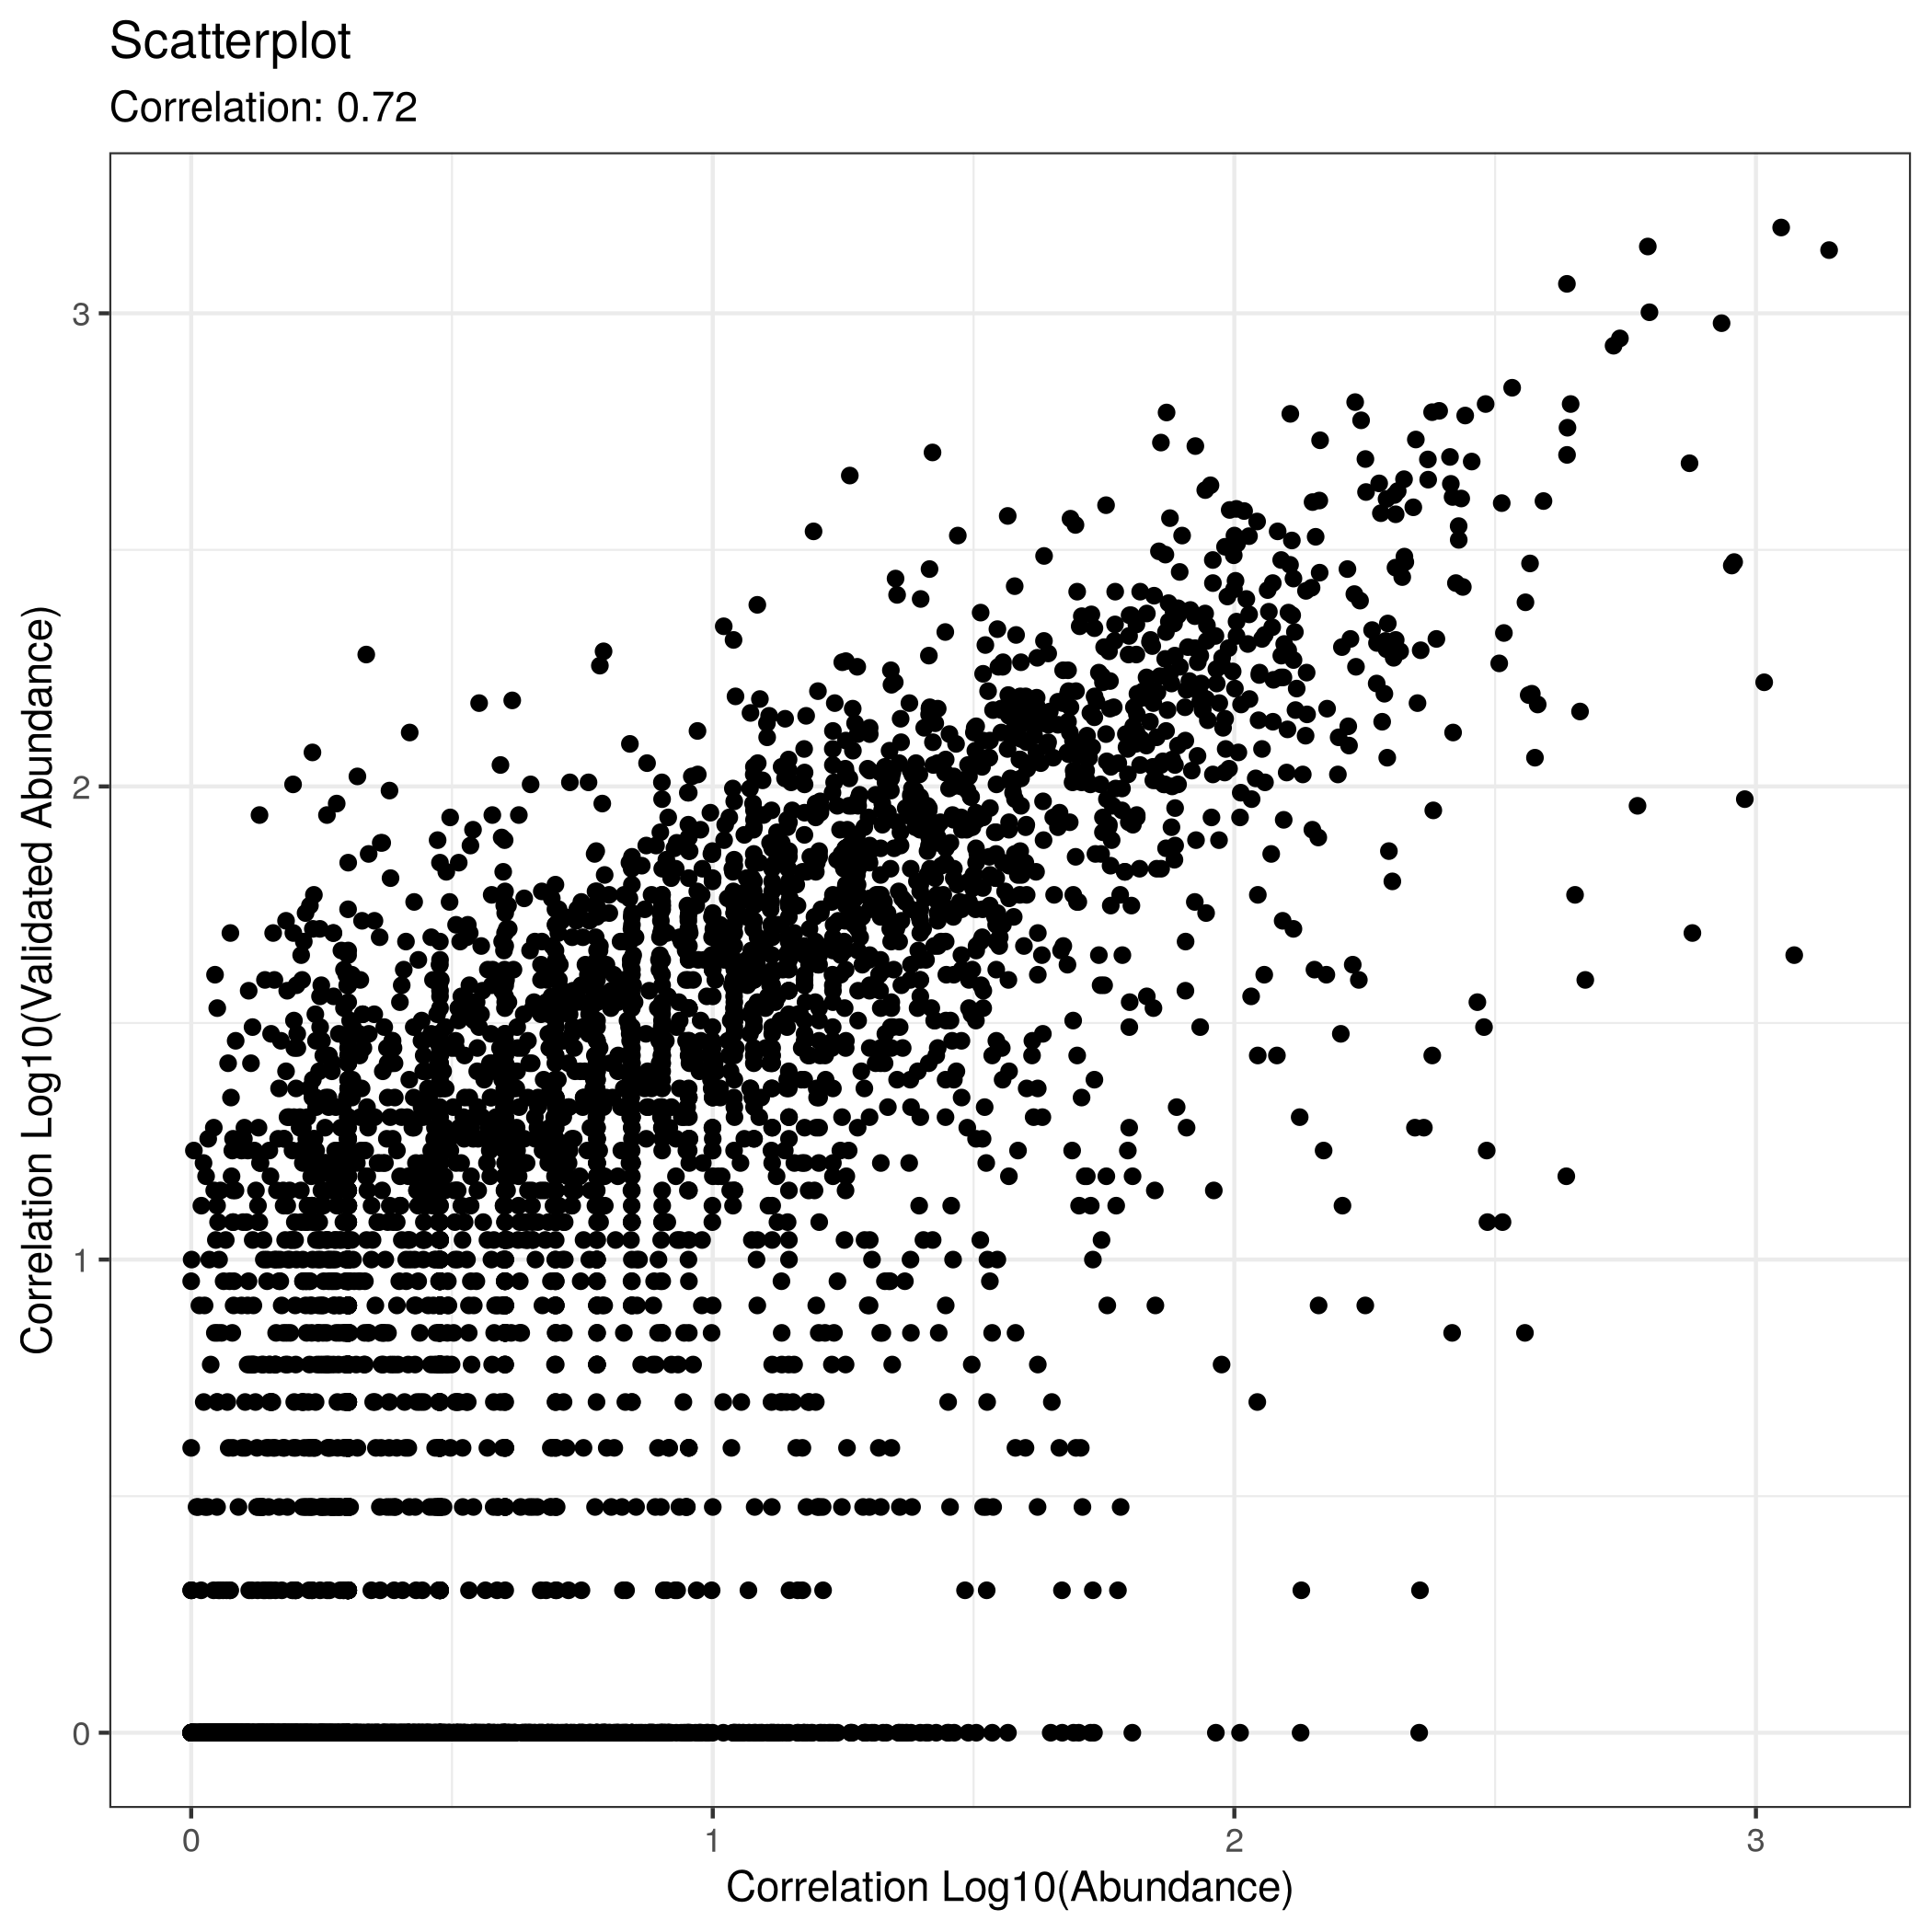 Scatterplot
Correlation: 0.72
Correlation Log10(Validated Abundance)
3
2
1
0
0 1 2 3
Correlation Log10(Abundance)